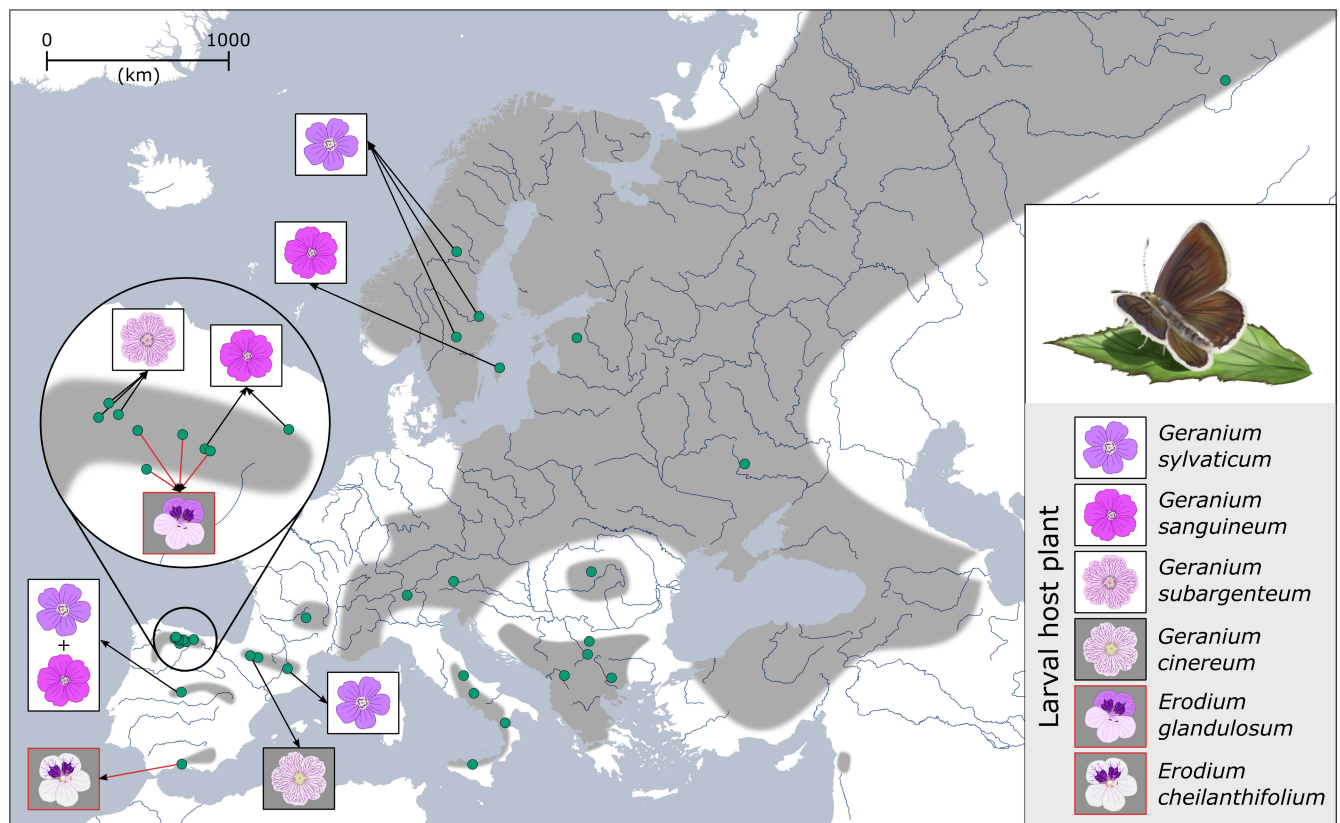 0 1000
(km)
+
Larval host plant
Geranium
sylvaticum
Geranium
sanguineum
Geranium
subargenteum
Geranium
cinereum
Erodium
glandulosum
Erodium
cheilanthifolium